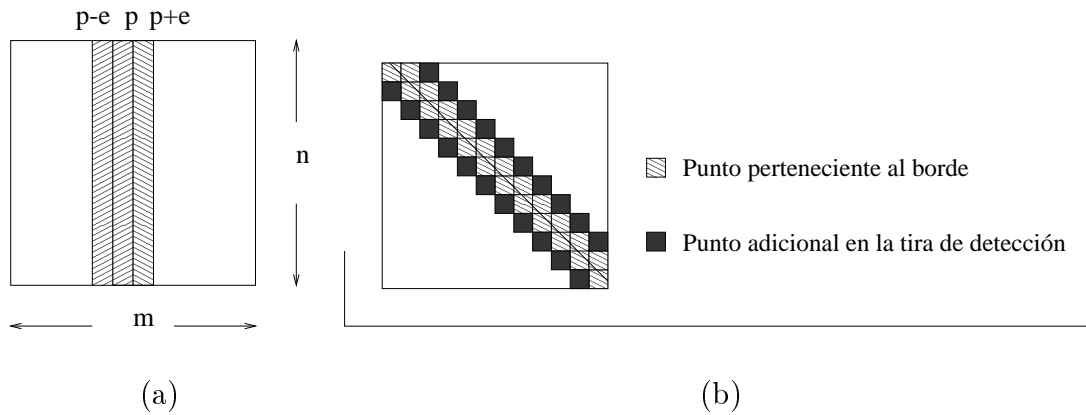 p-e p p+e
n
m
Punto perteneciente al borde
Punto adicional en la tira de detección
(a)
(b)